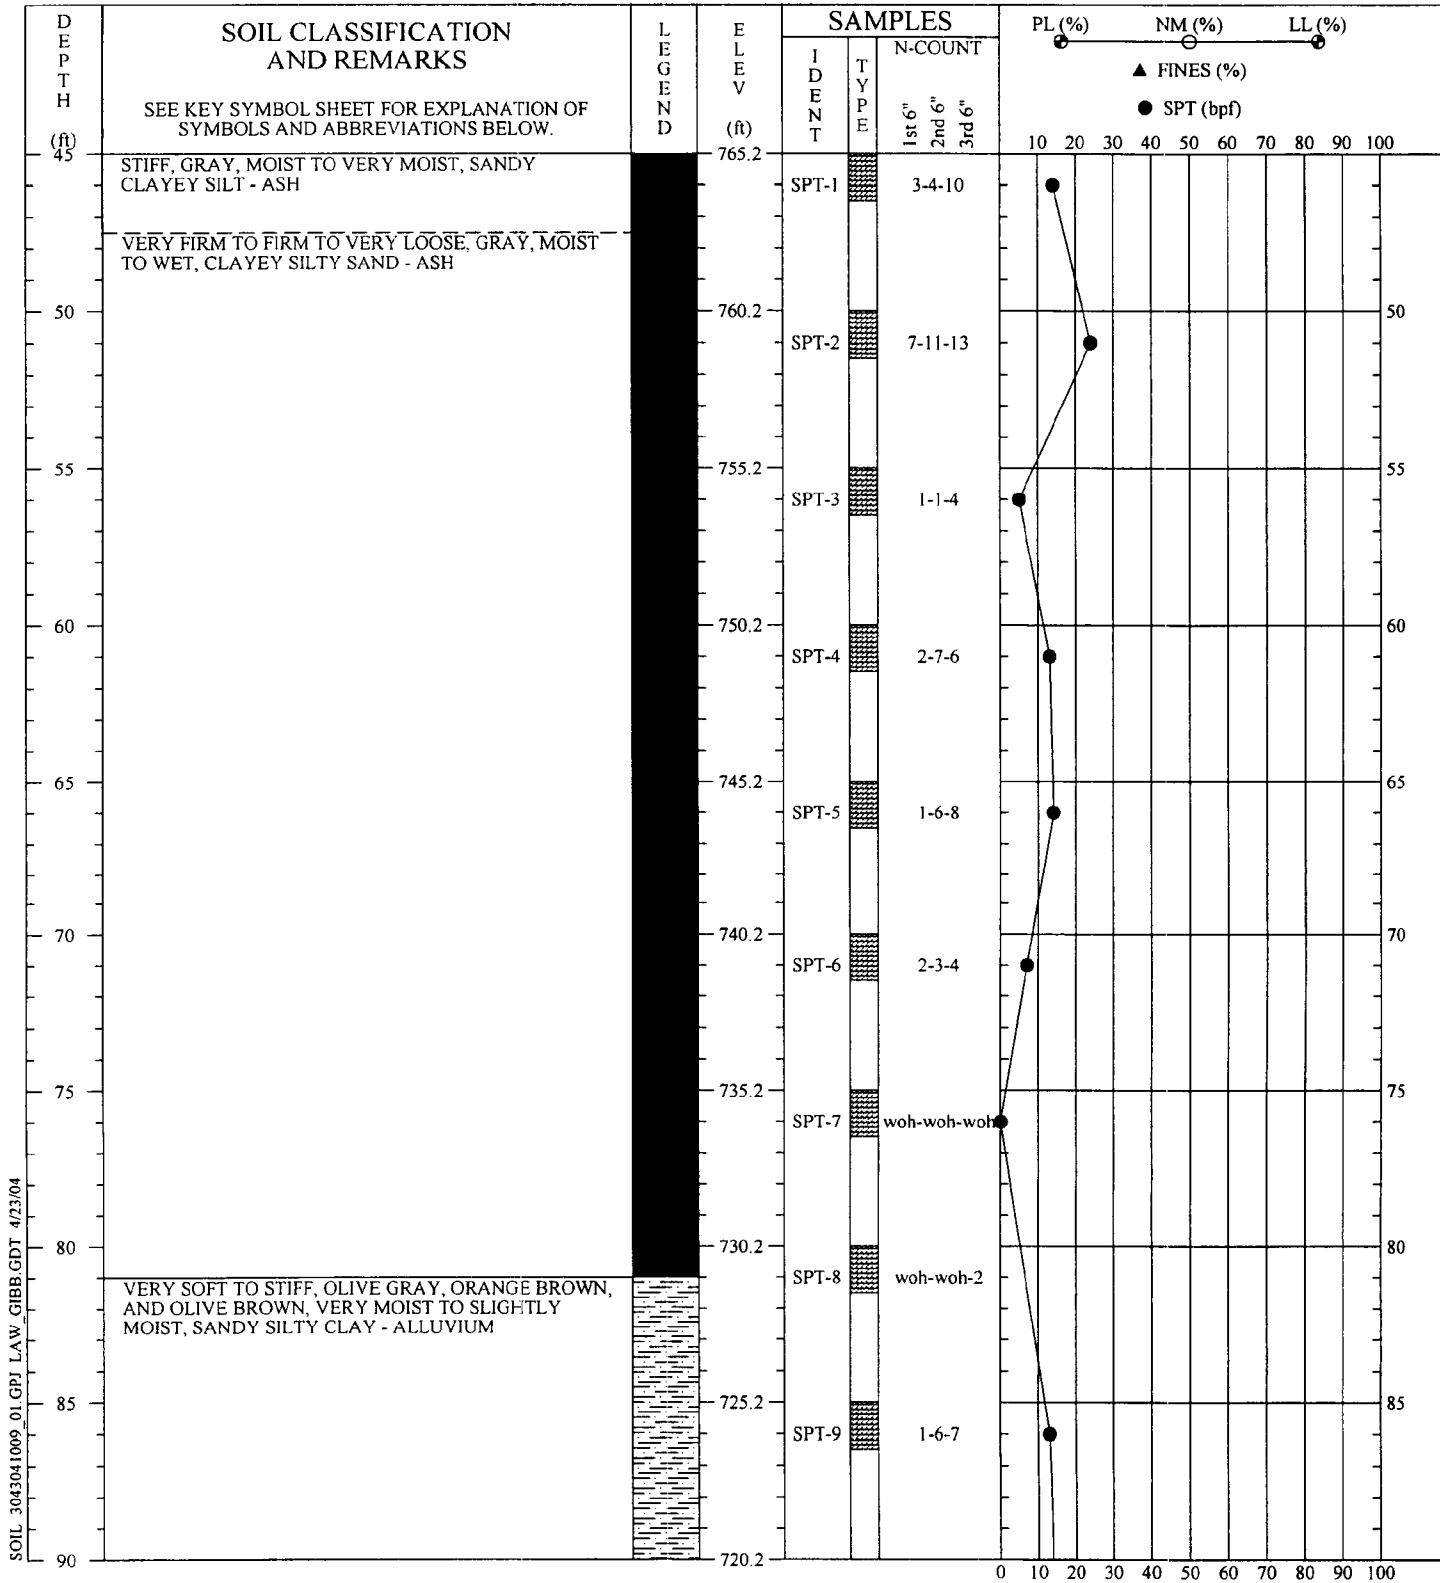 DEPTH (ft)
SOIL CLASSIFICATION
AND REMARKS
SEE KEY SYMBOL SHEET FOR EXPLANATION OF
SYMBOLS AND ABBREVIATIONS BELOW.
LEGEND
ELEV (ft)
SAMPLES
IDENT
TYPE
N-COUNT
1st 6"
2nd 6"
3rd 6"
PL (%) NM (%) LL (%)
▲ FINES (%)
● SPT (bpf)
10 20 30 40 50 60 70 80 90 100
45 765.2
STIFF, GRAY, MOIST TO VERY MOIST, SANDY
CLAYEY SILT - ASH
SPT-1 3-4-10
VERY FIRM TO FIRM TO VERY LOOSE, GRAY, MOIST
TO WET, CLAYEY SILTY SAND - ASH
50 760.2 50
SPT-2 7-11-13
55 755.2 55
SPT-3 1-1-4
60 750.2 60
SPT-4 2-7-6
65 745.2 65
SPT-5 1-6-8
70 740.2 70
SPT-6 2-3-4
75 735.2 75
SPT-7 woh-woh-woh
80 730.2 80
SPT-8 woh-woh-2
VERY SOFT TO STIFF, OLIVE GRAY, ORANGE BROWN,
AND OLIVE BROWN, VERY MOIST TO SLIGHTLY
MOIST, SANDY SILTY CLAY - ALLUVIUM
85 725.2 85
SPT-9 1-6-7
90 720.2
0 10 20 30 40 50 60 70 80 90 100
SOIL 3043041009_01.GPJ LAW_GIBB.GDT 4/23/04